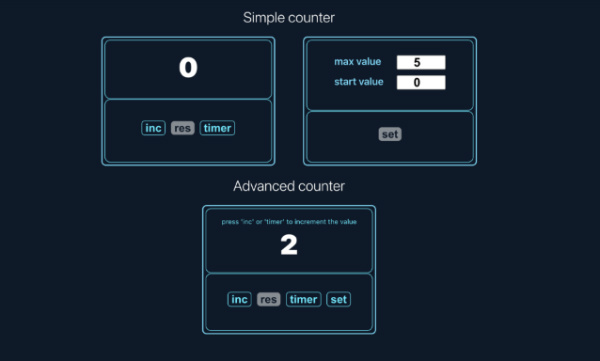 Simple counter
0
inc res timer
max value 5
start value 0
set
Advanced counter
press 'inc' or 'timer' to increment the value
2
inc res timer set